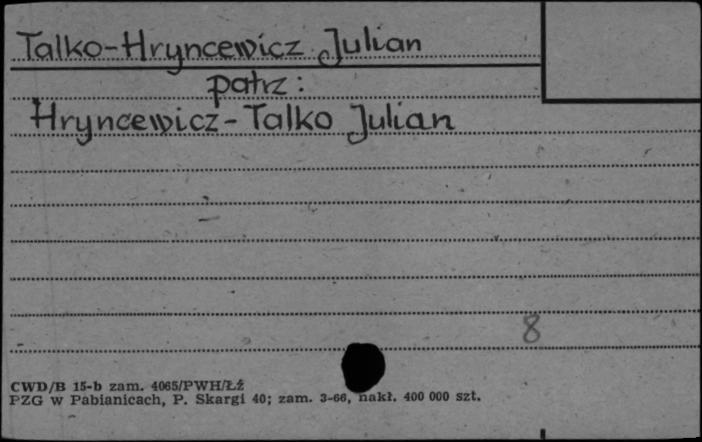 Talko-Hryncewicz Julian
patrz:
Hryncewicz-Talko Julian
8
CWD/B 15-b zam. 4065/PWH/Łź
PZG w Pabianicach, P. Skargi 40; zam. 3-66, nakł. 400 000 szt.